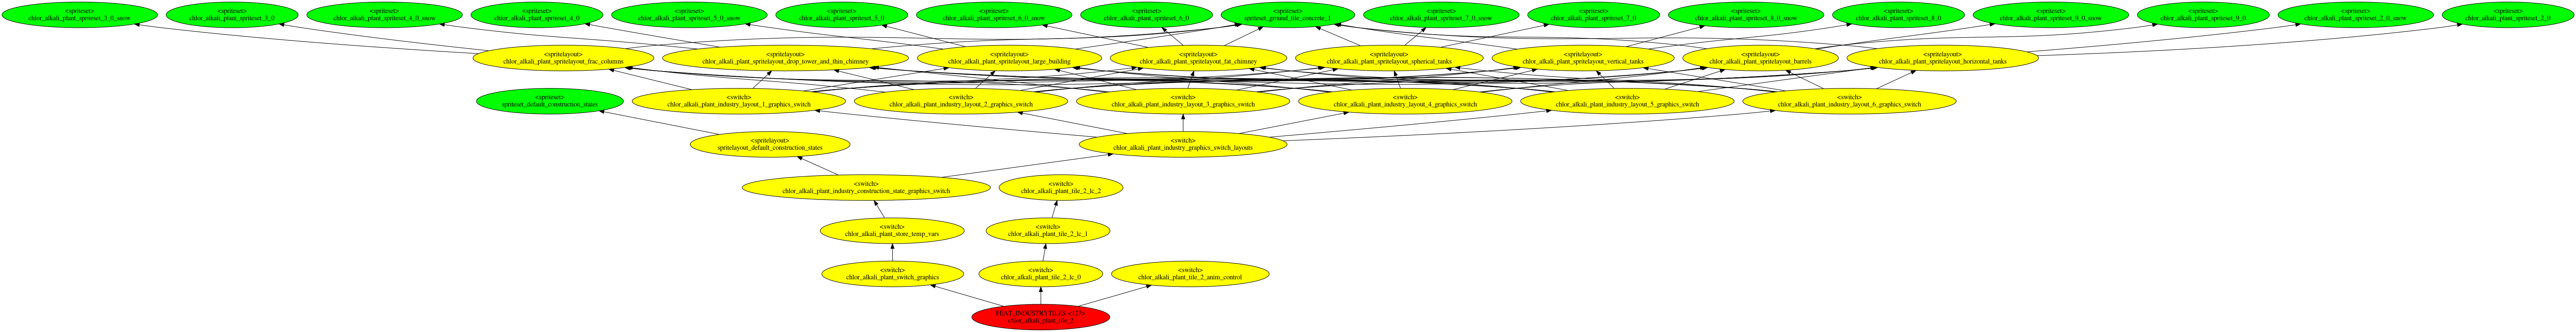 <spriteset>
chlor_alkali_plant_spriteset_3_0_snow
<spriteset>
chlor_alkali_plant_spriteset_3_0
<spriteset>
chlor_alkali_plant_spriteset_4_0_snow
<spriteset>
chlor_alkali_plant_spriteset_4_0
<spriteset>
chlor_alkali_plant_spriteset_5_0_snow
<spriteset>
chlor_alkali_plant_spriteset_5_0
<spriteset>
chlor_alkali_plant_spriteset_6_0_snow
<spriteset>
chlor_alkali_plant_spriteset_6_0
<spriteset>
spriteset_ground_tile_concrete_1
<spriteset>
chlor_alkali_plant_spriteset_7_0_snow
<spriteset>
chlor_alkali_plant_spriteset_7_0
<spriteset>
chlor_alkali_plant_spriteset_8_0_snow
<spriteset>
chlor_alkali_plant_spriteset_8_0
<spriteset>
chlor_alkali_plant_spriteset_9_0_snow
<spriteset>
chlor_alkali_plant_spriteset_9_0
<spriteset>
chlor_alkali_plant_spriteset_2_0_snow
<spriteset>
chlor_alkali_plant_spriteset_2_0
<spritelayout>
chlor_alkali_plant_spritelayout_frac_columns
<spritelayout>
chlor_alkali_plant_spritelayout_drop_tower_and_thin_chimney
<spritelayout>
chlor_alkali_plant_spritelayout_large_building
<spritelayout>
chlor_alkali_plant_spritelayout_fat_chimney
<spritelayout>
chlor_alkali_plant_spritelayout_spherical_tanks
<spritelayout>
chlor_alkali_plant_spritelayout_vertical_tanks
<spritelayout>
chlor_alkali_plant_spritelayout_barrels
<spritelayout>
chlor_alkali_plant_spritelayout_horizontal_tanks
<spriteset>
spriteset_default_construction_states
<switch>
chlor_alkali_plant_industry_layout_1_graphics_switch
<switch>
chlor_alkali_plant_industry_layout_2_graphics_switch
<switch>
chlor_alkali_plant_industry_layout_3_graphics_switch
<switch>
chlor_alkali_plant_industry_layout_4_graphics_switch
<switch>
chlor_alkali_plant_industry_layout_5_graphics_switch
<switch>
chlor_alkali_plant_industry_layout_6_graphics_switch
<spritelayout>
spritelayout_default_construction_states
<switch>
chlor_alkali_plant_industry_graphics_switch_layouts
<switch>
chlor_alkali_plant_industry_construction_state_graphics_switch
<switch>
chlor_alkali_plant_tile_2_lc_2
<switch>
chlor_alkali_plant_store_temp_vars
<switch>
chlor_alkali_plant_tile_2_lc_1
<switch>
chlor_alkali_plant_switch_graphics
<switch>
chlor_alkali_plant_tile_2_lc_0
<switch>
chlor_alkali_plant_tile_2_anim_control
FEAT_INDUSTRYTILES <127>
chlor_alkali_plant_tile_2